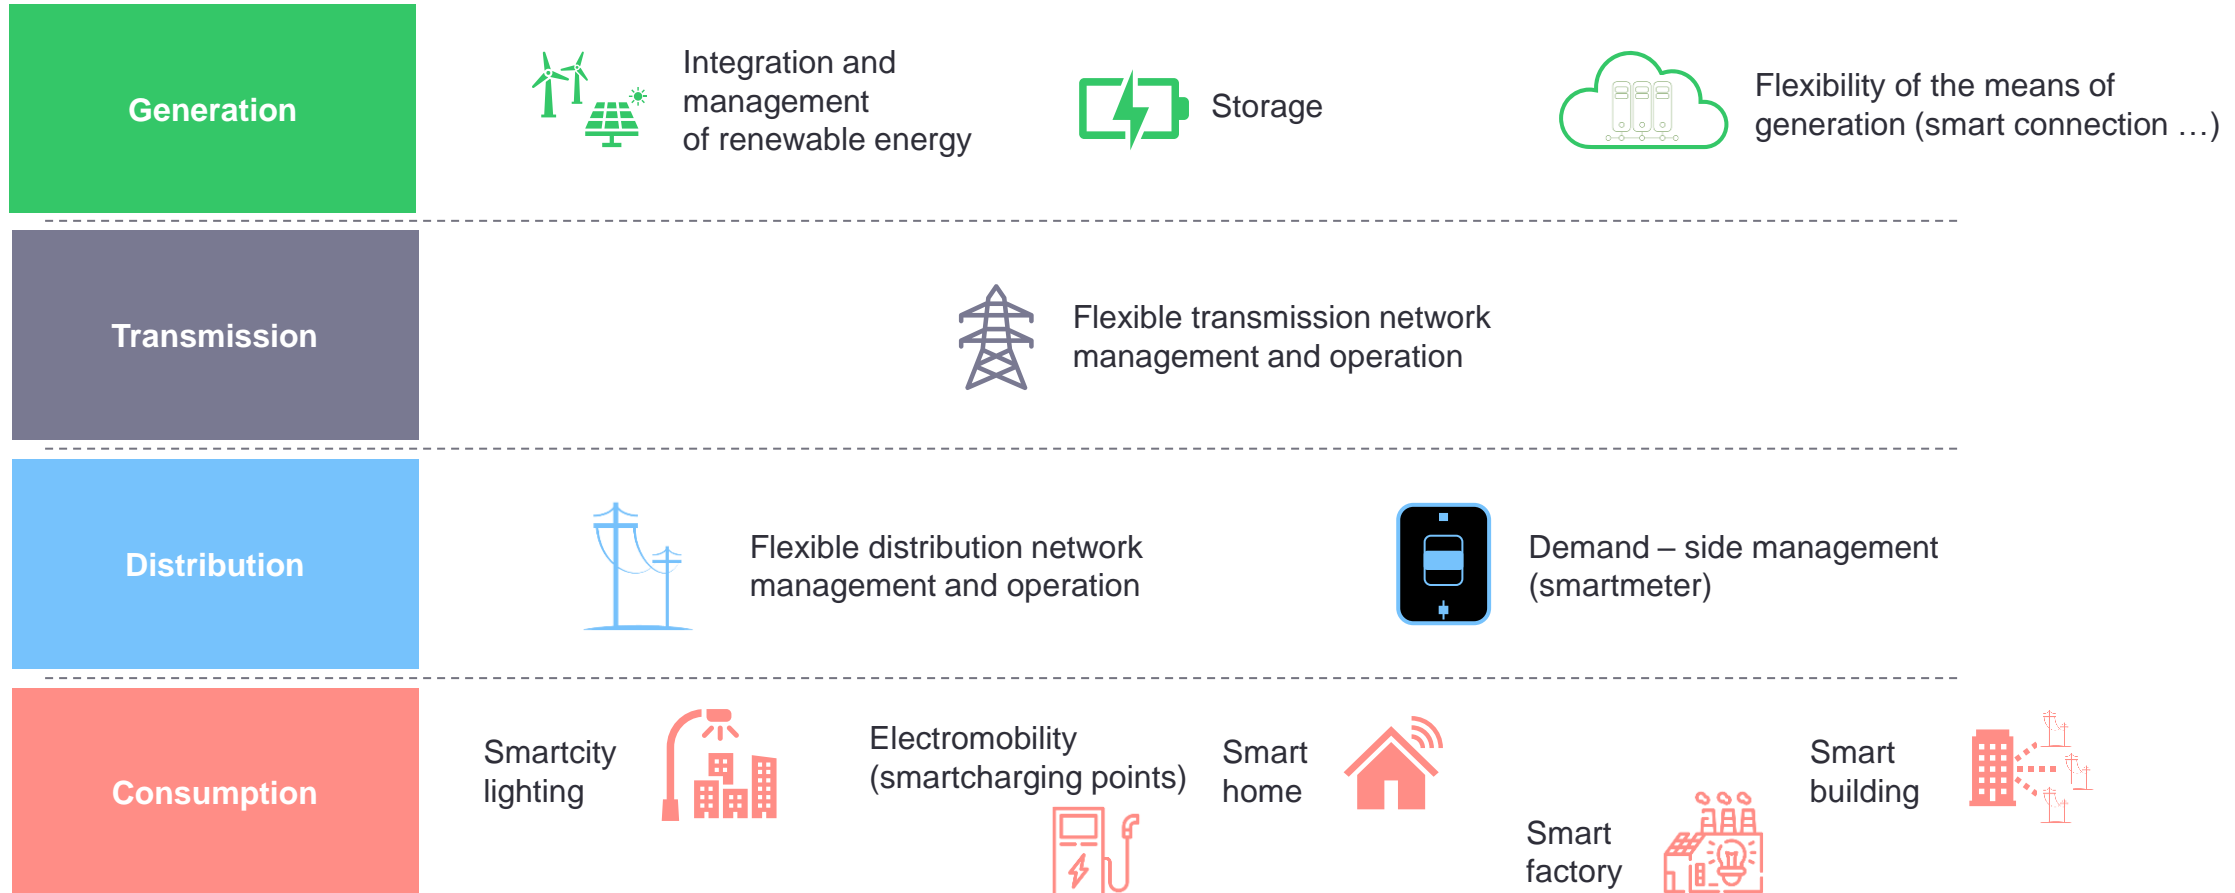 Generation
Integration and
management
of renewable energy
Storage
Flexibility of the means of
generation (smart connection …)
Transmission
Flexible transmission network
management and operation
Distribution
Flexible distribution network
management and operation
Demand – side management
(smartmeter)
Consumption
Smartcity
lighting
Electromobility
(smartcharging points)
Smart
home
Smart
factory
Smart
building